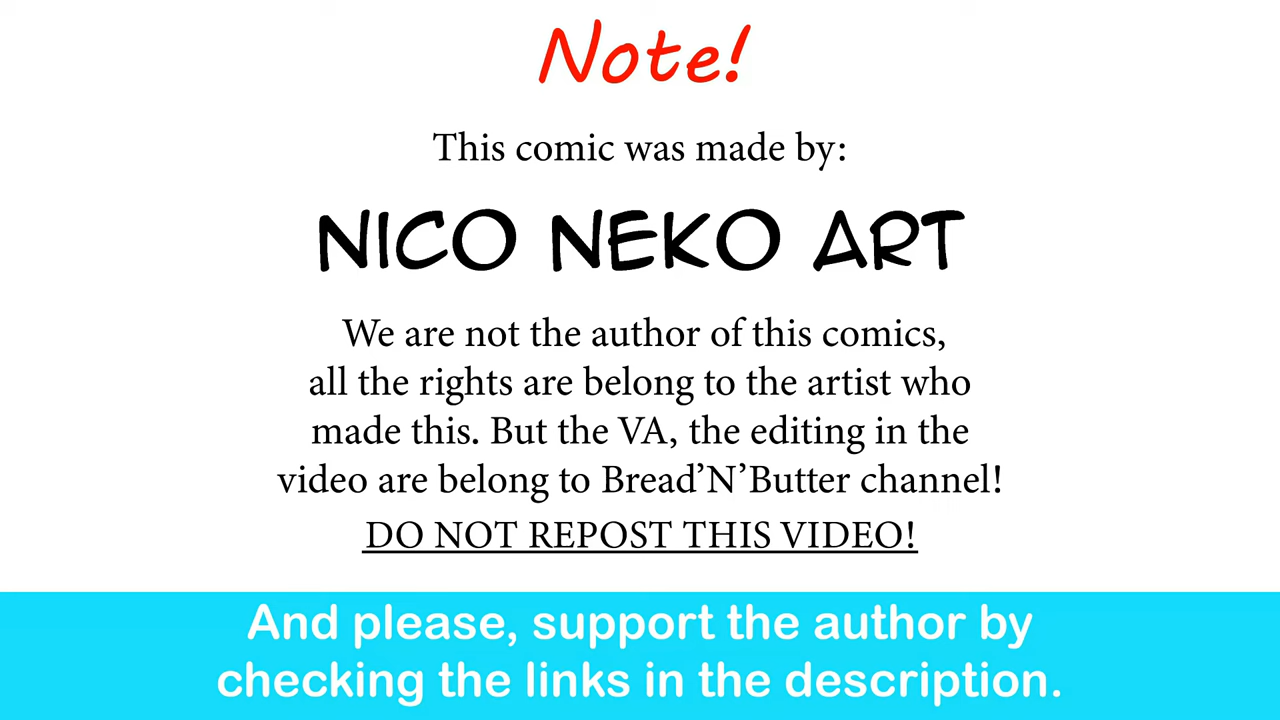 Note!
This comic was made by:
NICO NEKO ART
We are not the author of this comics,
all the rights are belong to the artist who
made this. But the VA, the editing in the
video are belong to Bread’N’Butter channel!
DO NOT REPOST THIS VIDEO!
And please, support the author by
checking the links in the description.